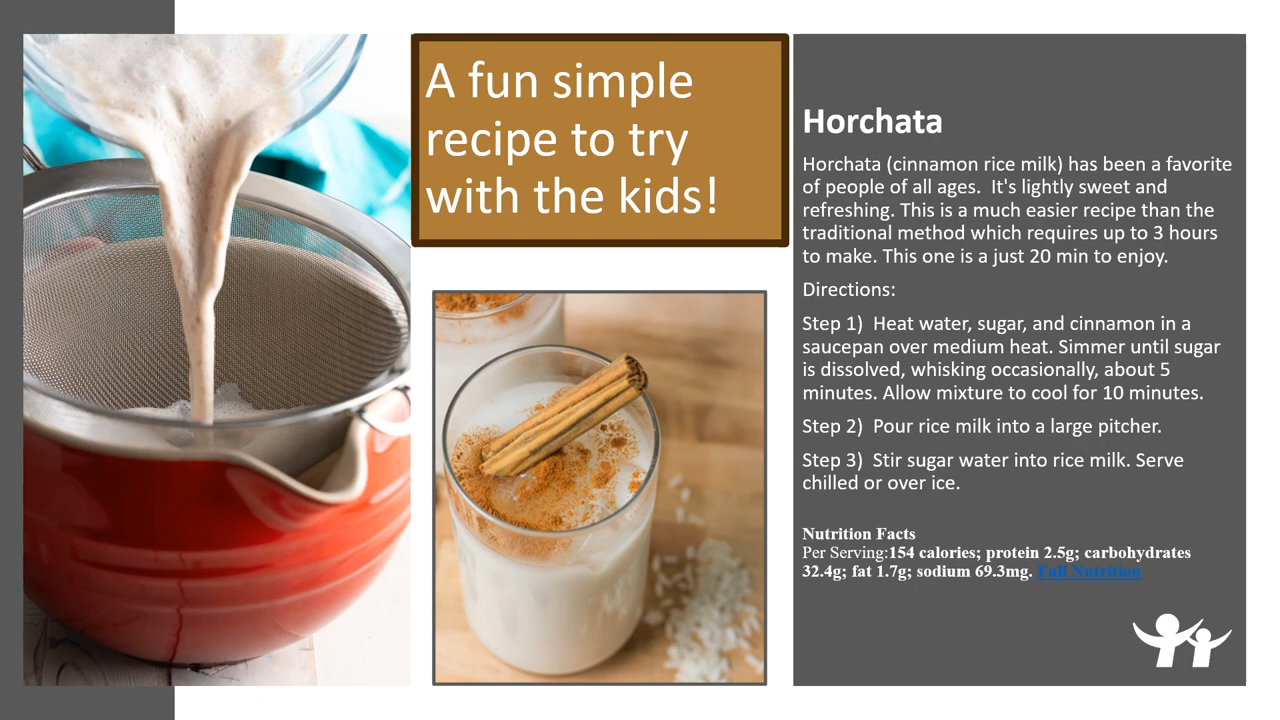 A fun simple
recipe to try
with the kids!
Horchata
Horchata (cinnamon rice milk) has been a favorite
of people of all ages.  It's lightly sweet and
refreshing. This is a much easier recipe than the
traditional method which requires up to 3 hours
to make. This one is a just 20 min to enjoy.
Directions:
Step 1)  Heat water, sugar, and cinnamon in a
saucepan over medium heat. Simmer until sugar
is dissolved, whisking occasionally, about 5
minutes. Allow mixture to cool for 10 minutes.
Step 2)  Pour rice milk into a large pitcher.
Step 3)  Stir sugar water into rice milk. Serve
chilled or over ice.
Nutrition Facts
Per Serving:154 calories; protein 2.5g; carbohydrates
32.4g; fat 1.7g; sodium 69.3mg. Full Nutrition